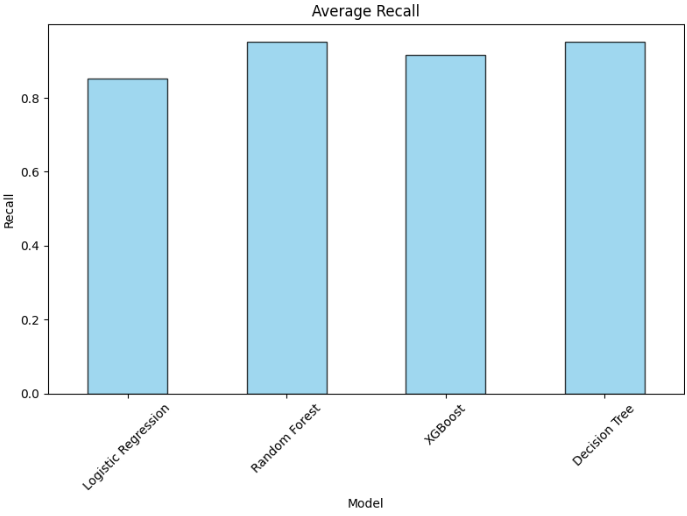 Average Recall
Recall
0.8
0.6
0.4
0.2
0.0
Logistic Regression
Random Forest
XGBoost
Decision Tree
Model